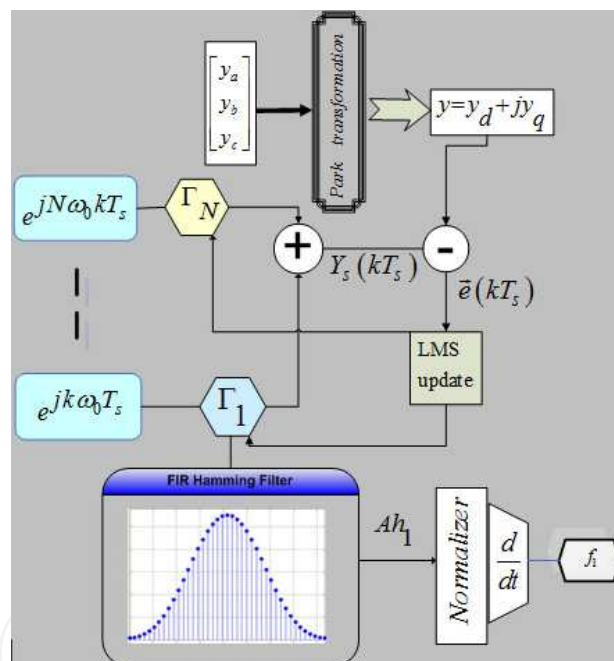 y_a
y_b
y_c
Park transformation
y=y_d+jy_q
e^{jNω_0kT_s}
Γ_N
+
-
Y_s(kT_s)
\vec{e}(kT_s)
LMS
update
e^{jkω_0T_s}
Γ_1
FIR Hamming Filter
Ah_1
Normalizer
d
dt
f_1